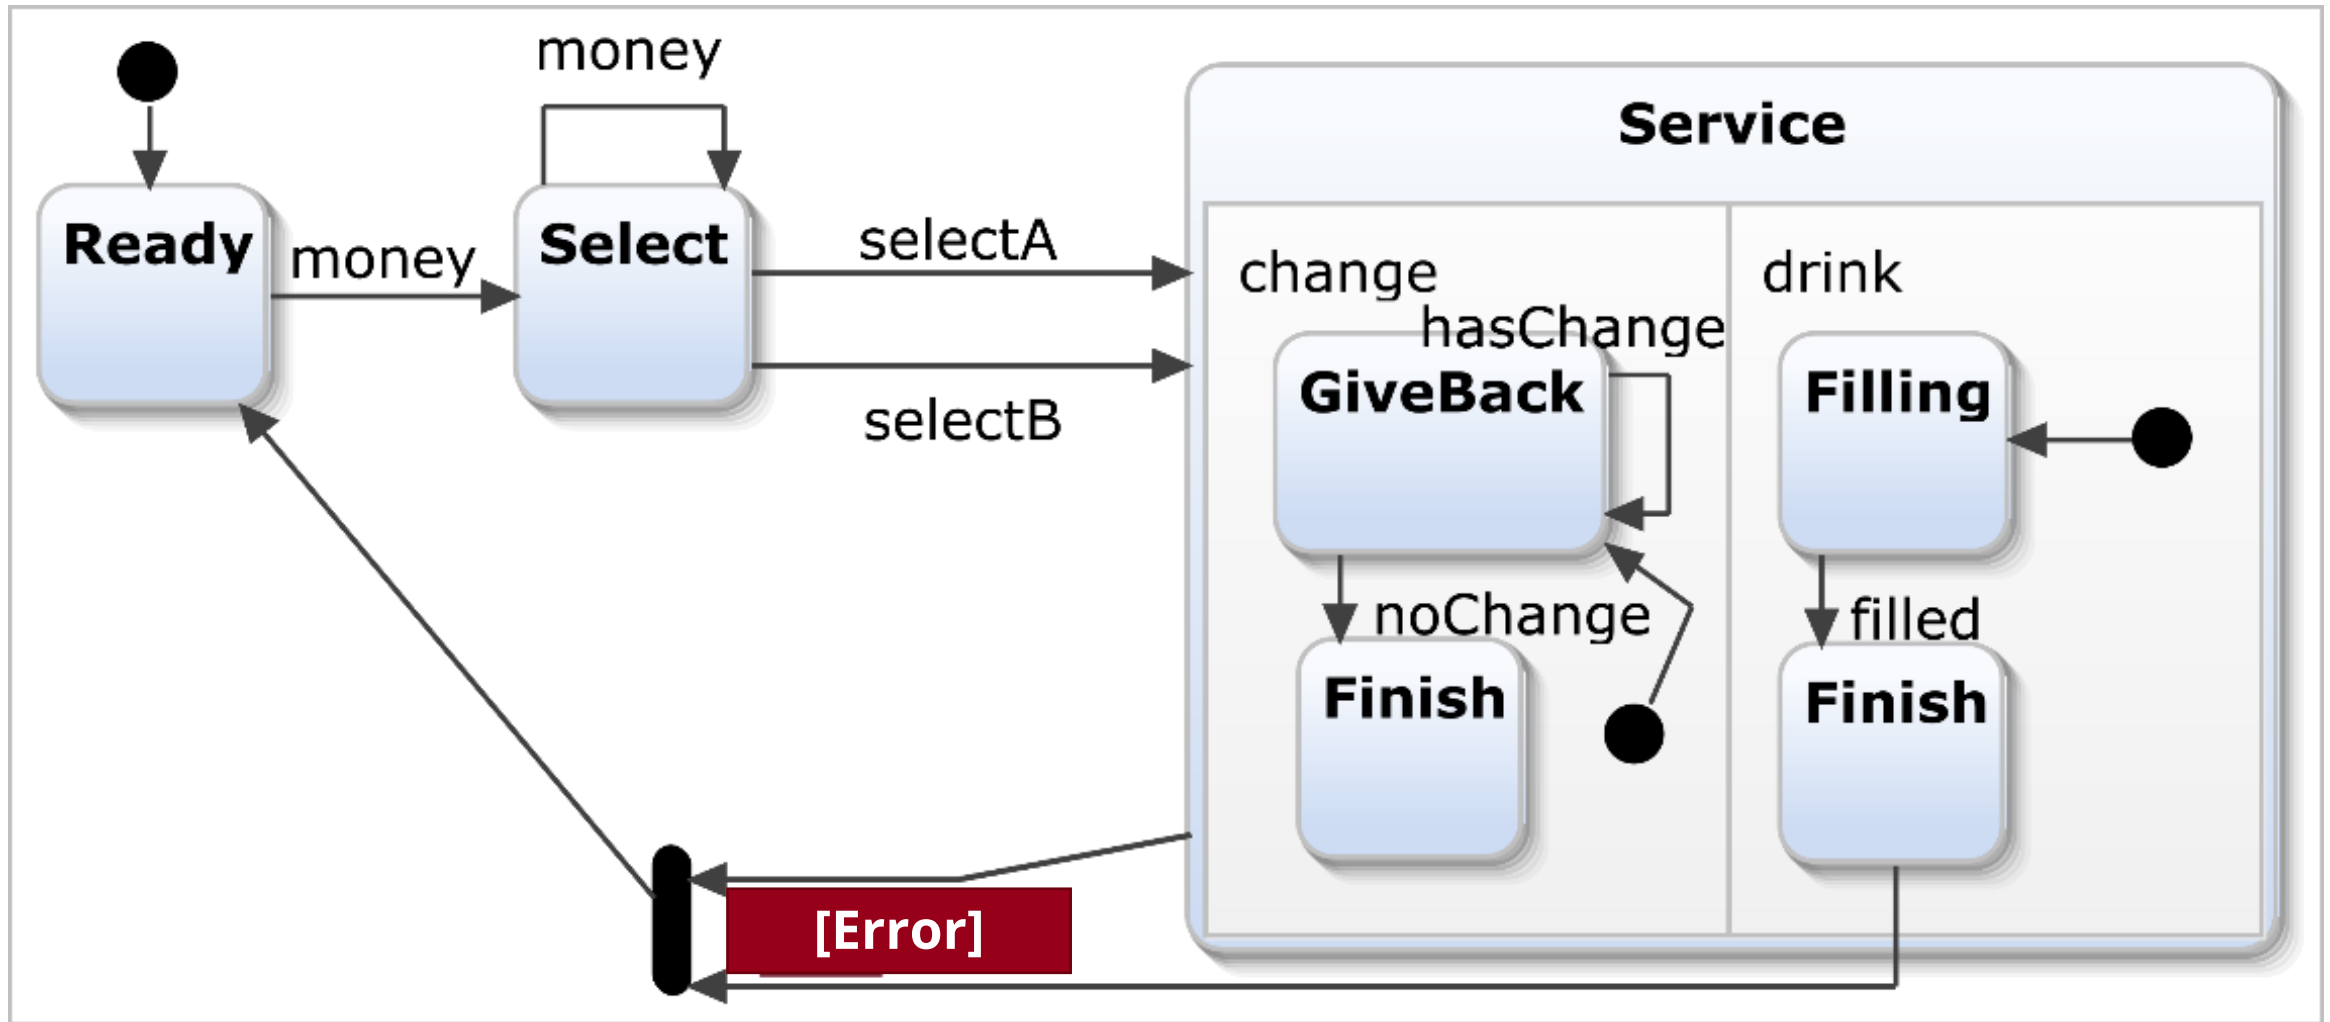 money
Service
Ready
money
Select
selectA
selectB
change
hasChange
GiveBack
noChange
Finish
drink
Filling
filled
Finish
[Error]